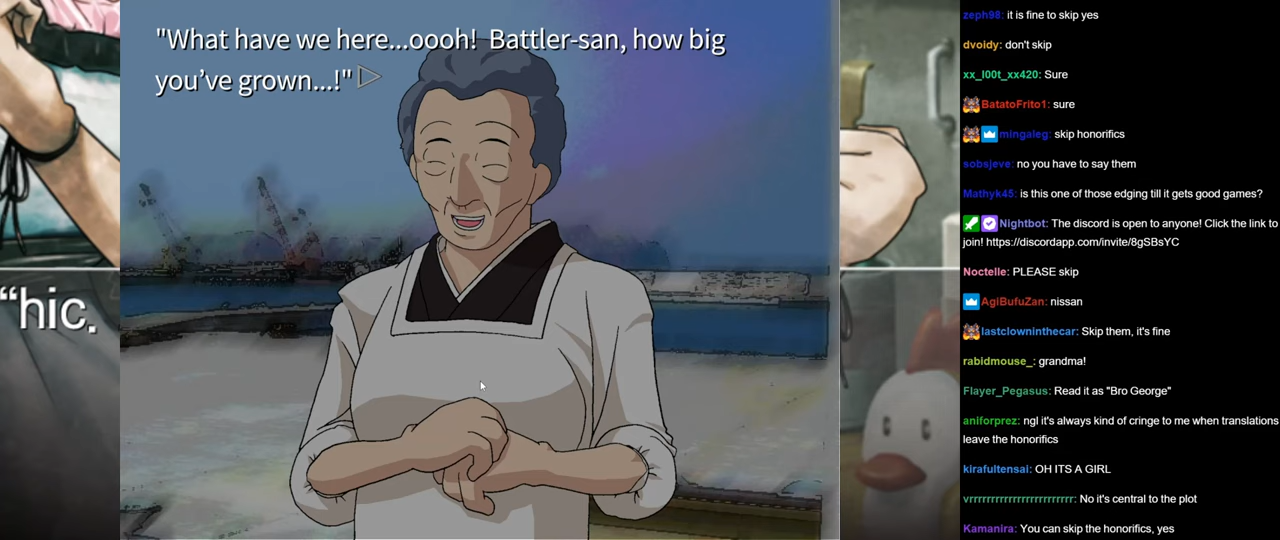 "What have we here...oooh! Battler-san, how big
you’ve grown...!"
“hic.
zeph98: it is fine to skip yes
dvoidy: don't skip
xx_l00t_xx420: Sure
BatatoFrito1: sure
mingaleg: skip honorifics
sobsjeve: no you have to say them
Mathyk45: is this one of those edging till it gets good games?
Nightbot: The discord is open to anyone! Click the link to
join! https://discordapp.com/invite/8gSBsYC
Noctelle: PLEASE skip
AgiBufuZan: nissan
lastclowninthecar: Skip them, it's fine
rabidmouse_: grandma!
Flayer_Pegasus: Read it as "Bro George"
aniforprez: ngl it's always kind of cringe to me when translations
leave the honorifics
kirafultensai: OH ITS A GIRL
vrrrrrrrrrrrrrrrrrrrrrrrr: No it's central to the plot
Kamanira: You can skip the honorifics, yes